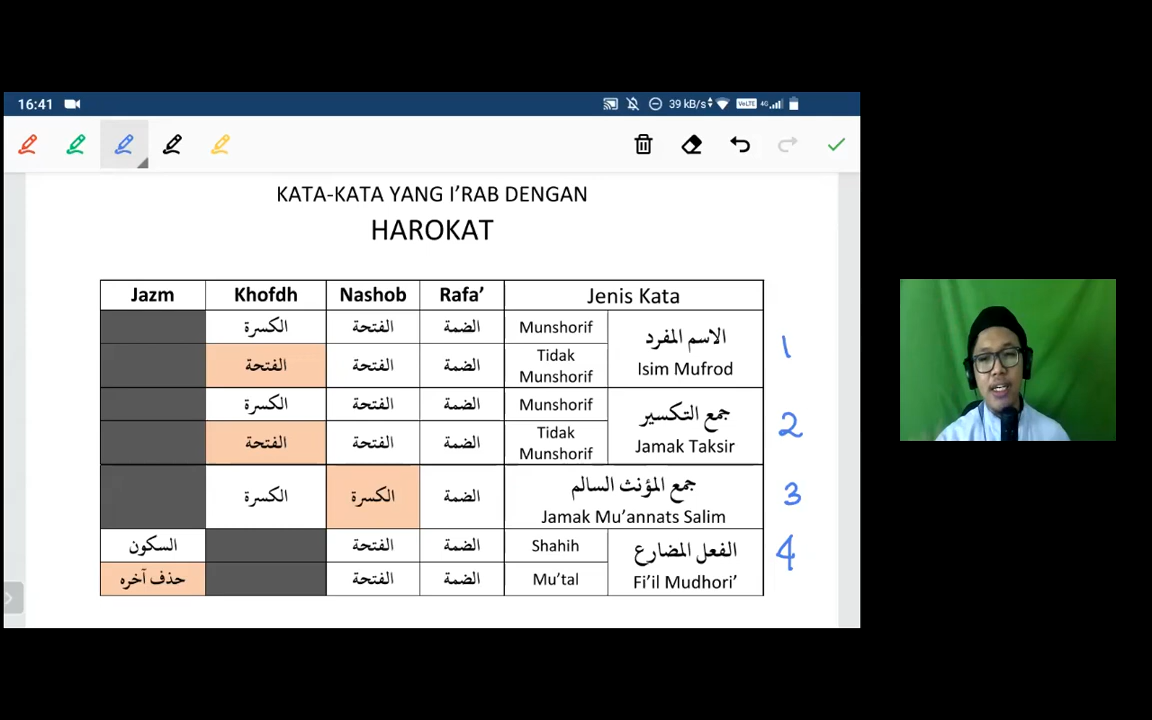 16:41 39 kB/s VoLTE 4G
KATA-KATA YANG I’RAB DENGAN
HAROKAT
Jazm Khofdh Nashob Rafa’ Jenis Kata
الكسرة الفتحة الضمة Munshorif
الاسم المفرد
Isim Mufrod
الفتحة الفتحة الضمة Tidak
Munshorif
1
الكسرة الفتحة الضمة Munshorif
جمع التكسير
Jamak Taksir
الفتحة الفتحة الضمة Tidak
Munshorif
2
الكسرة الكسرة الضمة جمع المؤنث السالم
Jamak Mu’annats Salim
3
السكون الفتحة الضمة Shahih
الفعل المضارع
Fi’il Mudhori’
حذف آخره الفتحة الضمة Mu’tal
4